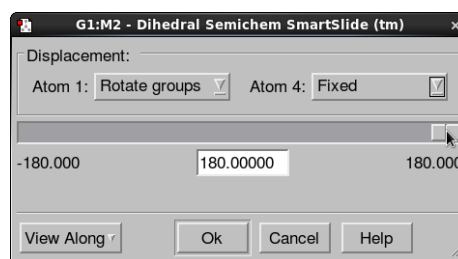 G1:M2 - Dihedral Semichem SmartSlide (tm)
Displacement:
Atom 1: Rotate groups Atom 4: Fixed
-180.000 180.00000 180.000
View Along Ok Cancel Help